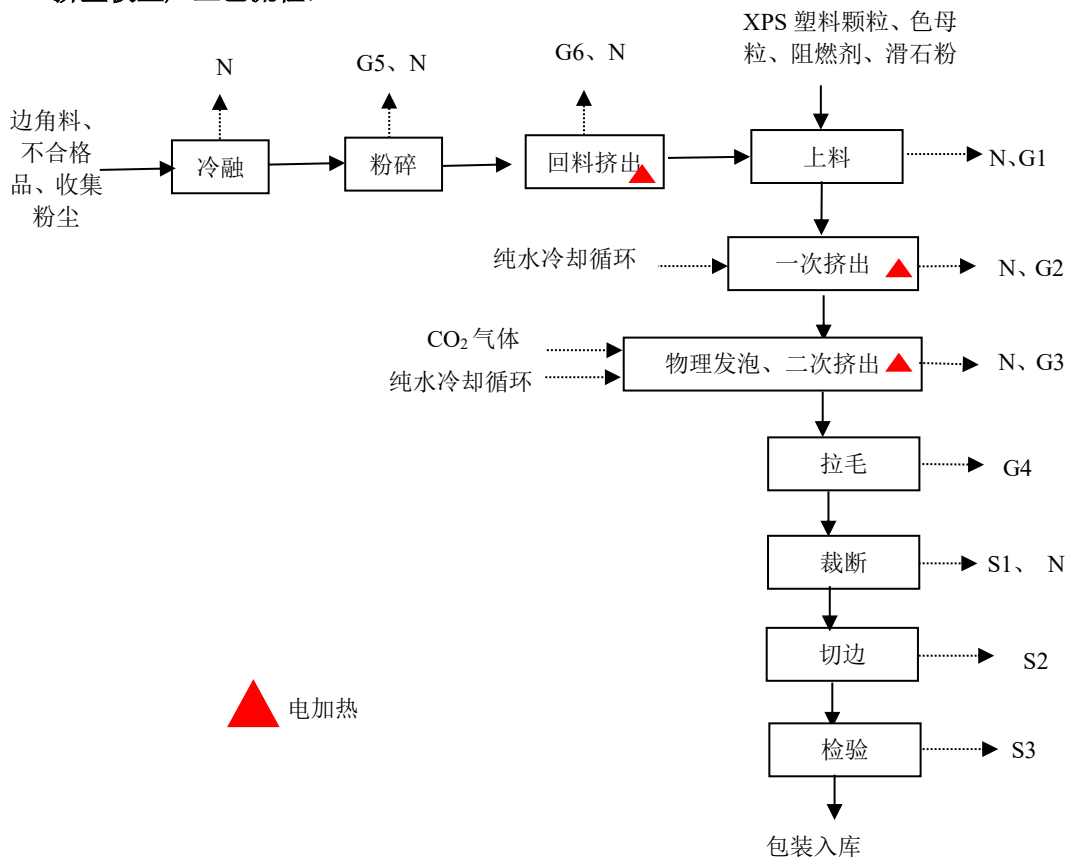 XPS 塑料颗粒、色母
粒、阻燃剂、滑石粉
N
G5、N
G6、N
边角料、
不合格
品、收集
粉尘
冷融
粉碎
回料挤出
上料
N、G1
纯水冷却循环
一次挤出
N、G2
CO₂气体
纯水冷却循环
物理发泡、二次挤出
N、G3
拉毛
G4
裁断
S1、 N
切边
S2
电加热
检验
S3
包装入库